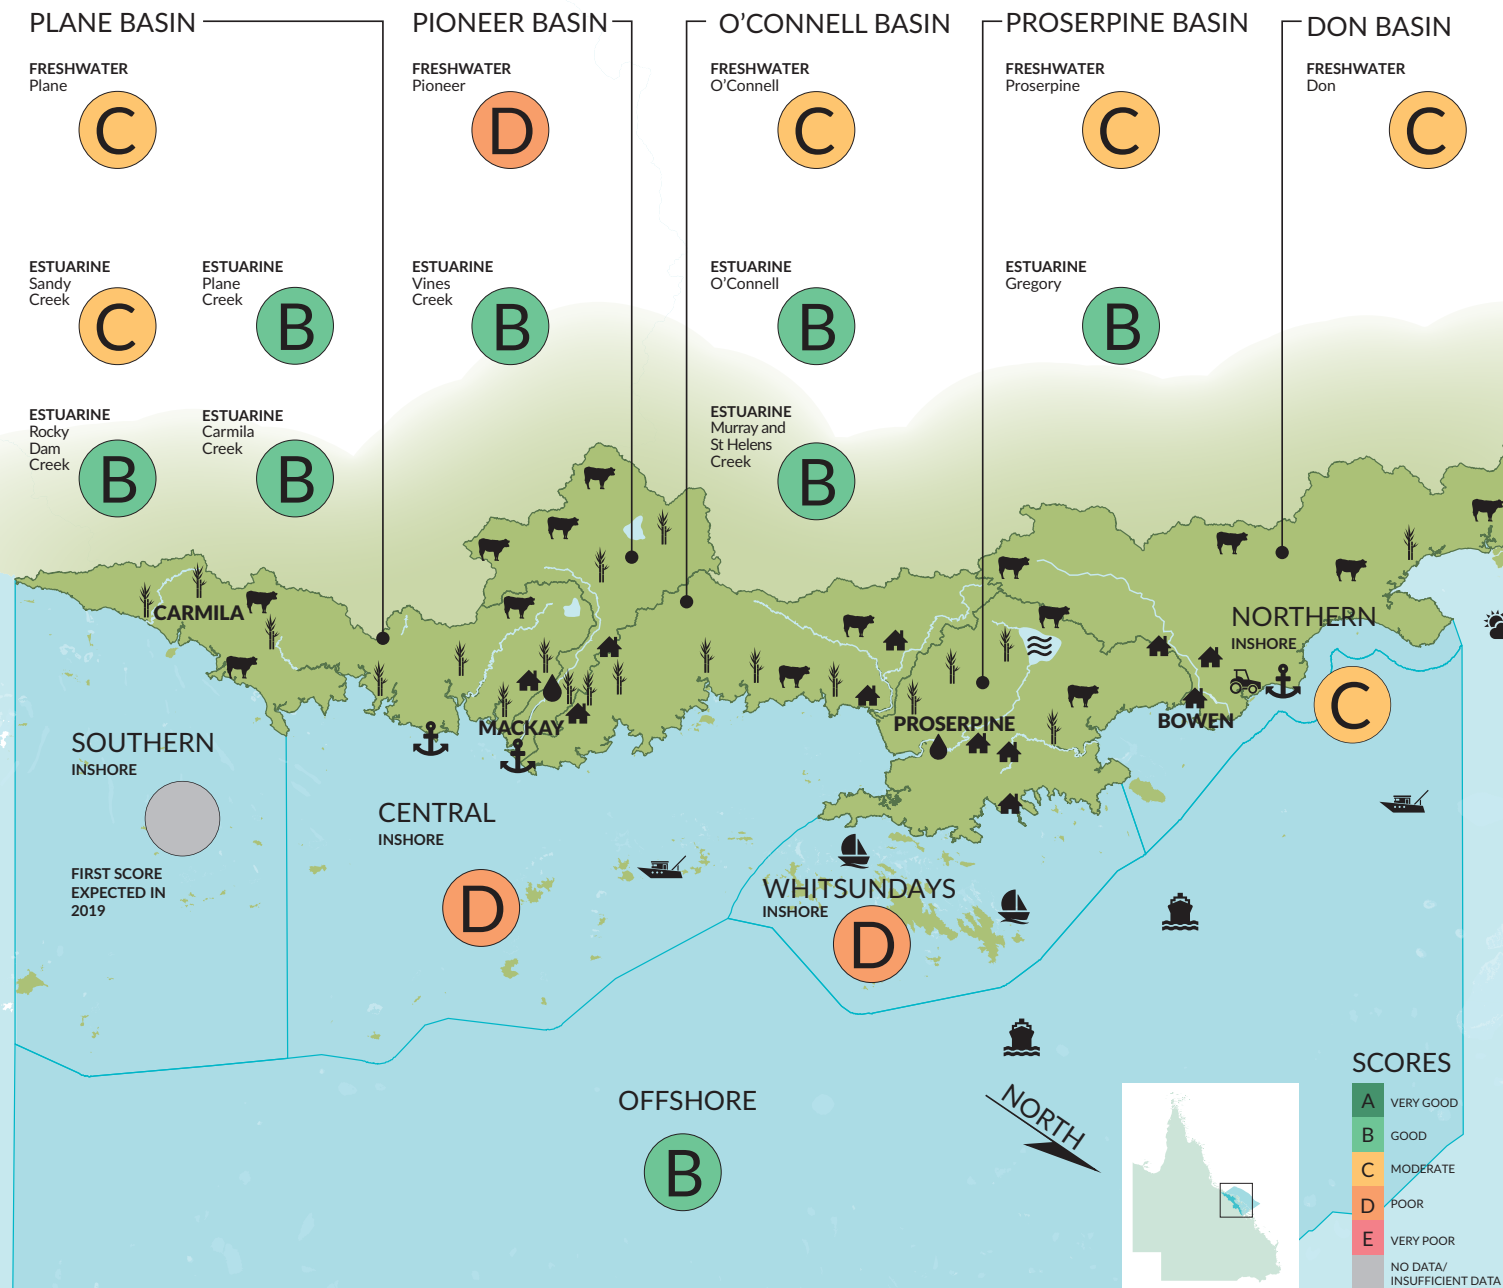 PLANE BASIN
FRESHWATER
Plane
C
ESTUARINE
Sandy
Creek
C
ESTUARINE
Plane
Creek
B
ESTUARINE
Rocky
Dam
Creek
B
ESTUARINE
Carmila
Creek
B
PIONEER BASIN
FRESHWATER
Pioneer
D
ESTUARINE
Vines
Creek
B
O'CONNELL BASIN
FRESHWATER
O'Connell
C
ESTUARINE
O'Connell
B
ESTUARINE
Murray and
St Helens
Creek
B
PROSERPINE BASIN
FRESHWATER
Proserpine
C
ESTUARINE
Gregory
B
DON BASIN
FRESHWATER
Don
C
CARMILA
MACKAY
PROSERPINE
BOWEN
NORTHERN
INSHORE
C
SOUTHERN
INSHORE
FIRST SCORE
EXPECTED IN
2019
CENTRAL
INSHORE
D
WHITSUNDAYS
INSHORE
D
OFFSHORE
B
NORTH
SCORES
A VERY GOOD
B GOOD
C MODERATE
D POOR
E VERY POOR
NO DATA/
INSUFFICIENT DATA